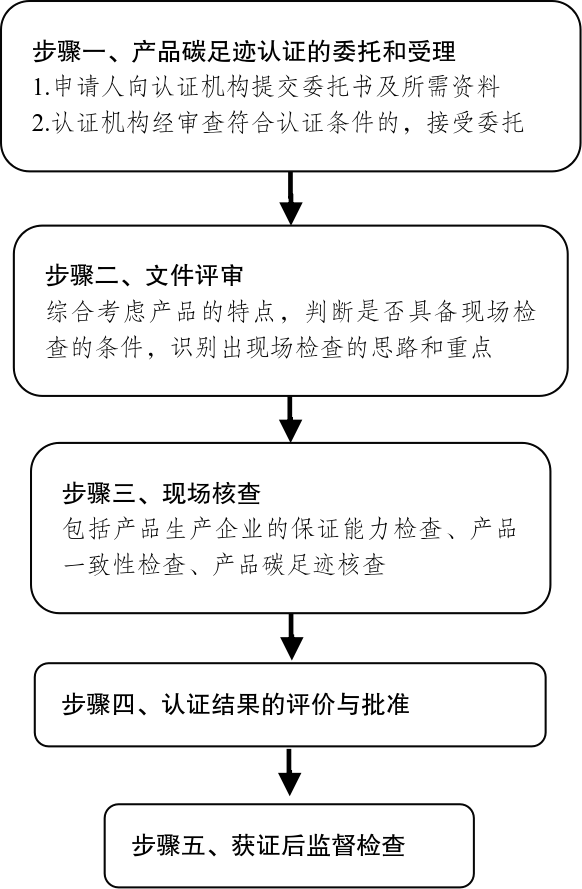 步骤一、产品碳足迹认证的委托和受理
1.申请人向认证机构提交委托书及所需资料
2.认证机构经审查符合认证条件的，接受委托
步骤二、文件评审
综合考虑产品的特点，判断是否具备现场检
查的条件，识别出现场检查的思路和重点
步骤三、现场核查
包括产品生产企业的保证能力检查、产品
一致性检查、产品碳足迹核查
步骤四、认证结果的评价与批准
步骤五、获证后监督检查